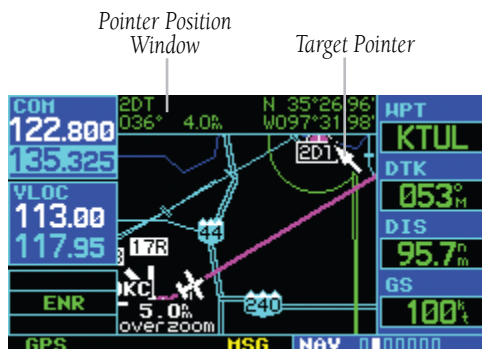 Pointer Position
Window
Target Pointer
COM
122.800
135.325
VLOC
113.00
117.95
ENR
GPS
2DT
036° 4.0nm
N 35°26.96'
W097°31.98'
2DT
44
17R
OKC
5.0nm
overzoom
240
MSG
NAV
WPT
KTUL
DTK
053°M
DIS
95.7nm
GS
100kt